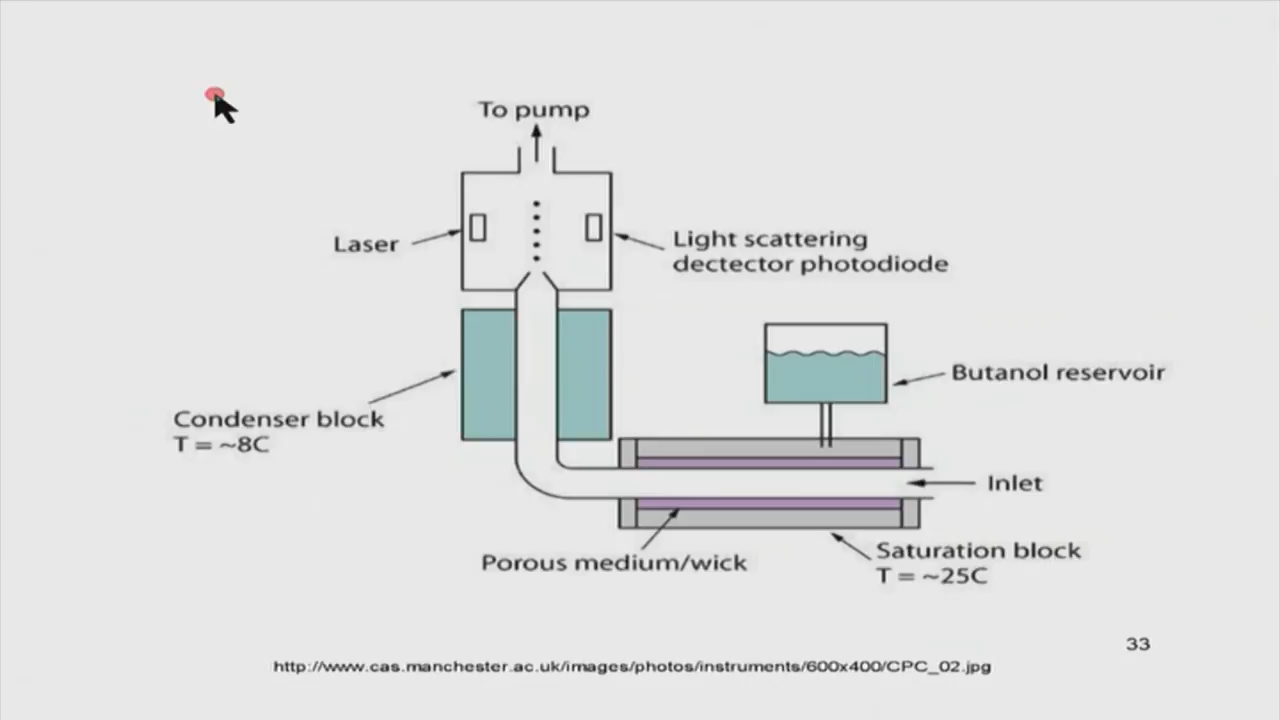 To pump
Laser
Light scattering
dectector photodiode
Butanol reservoir
Condenser block
T = ~8C
Inlet
Porous medium/wick
Saturation block
T = ~25C
33
http://www.cas.manchester.ac.uk/images/photos/instruments/600x400/CPC_02.jpg